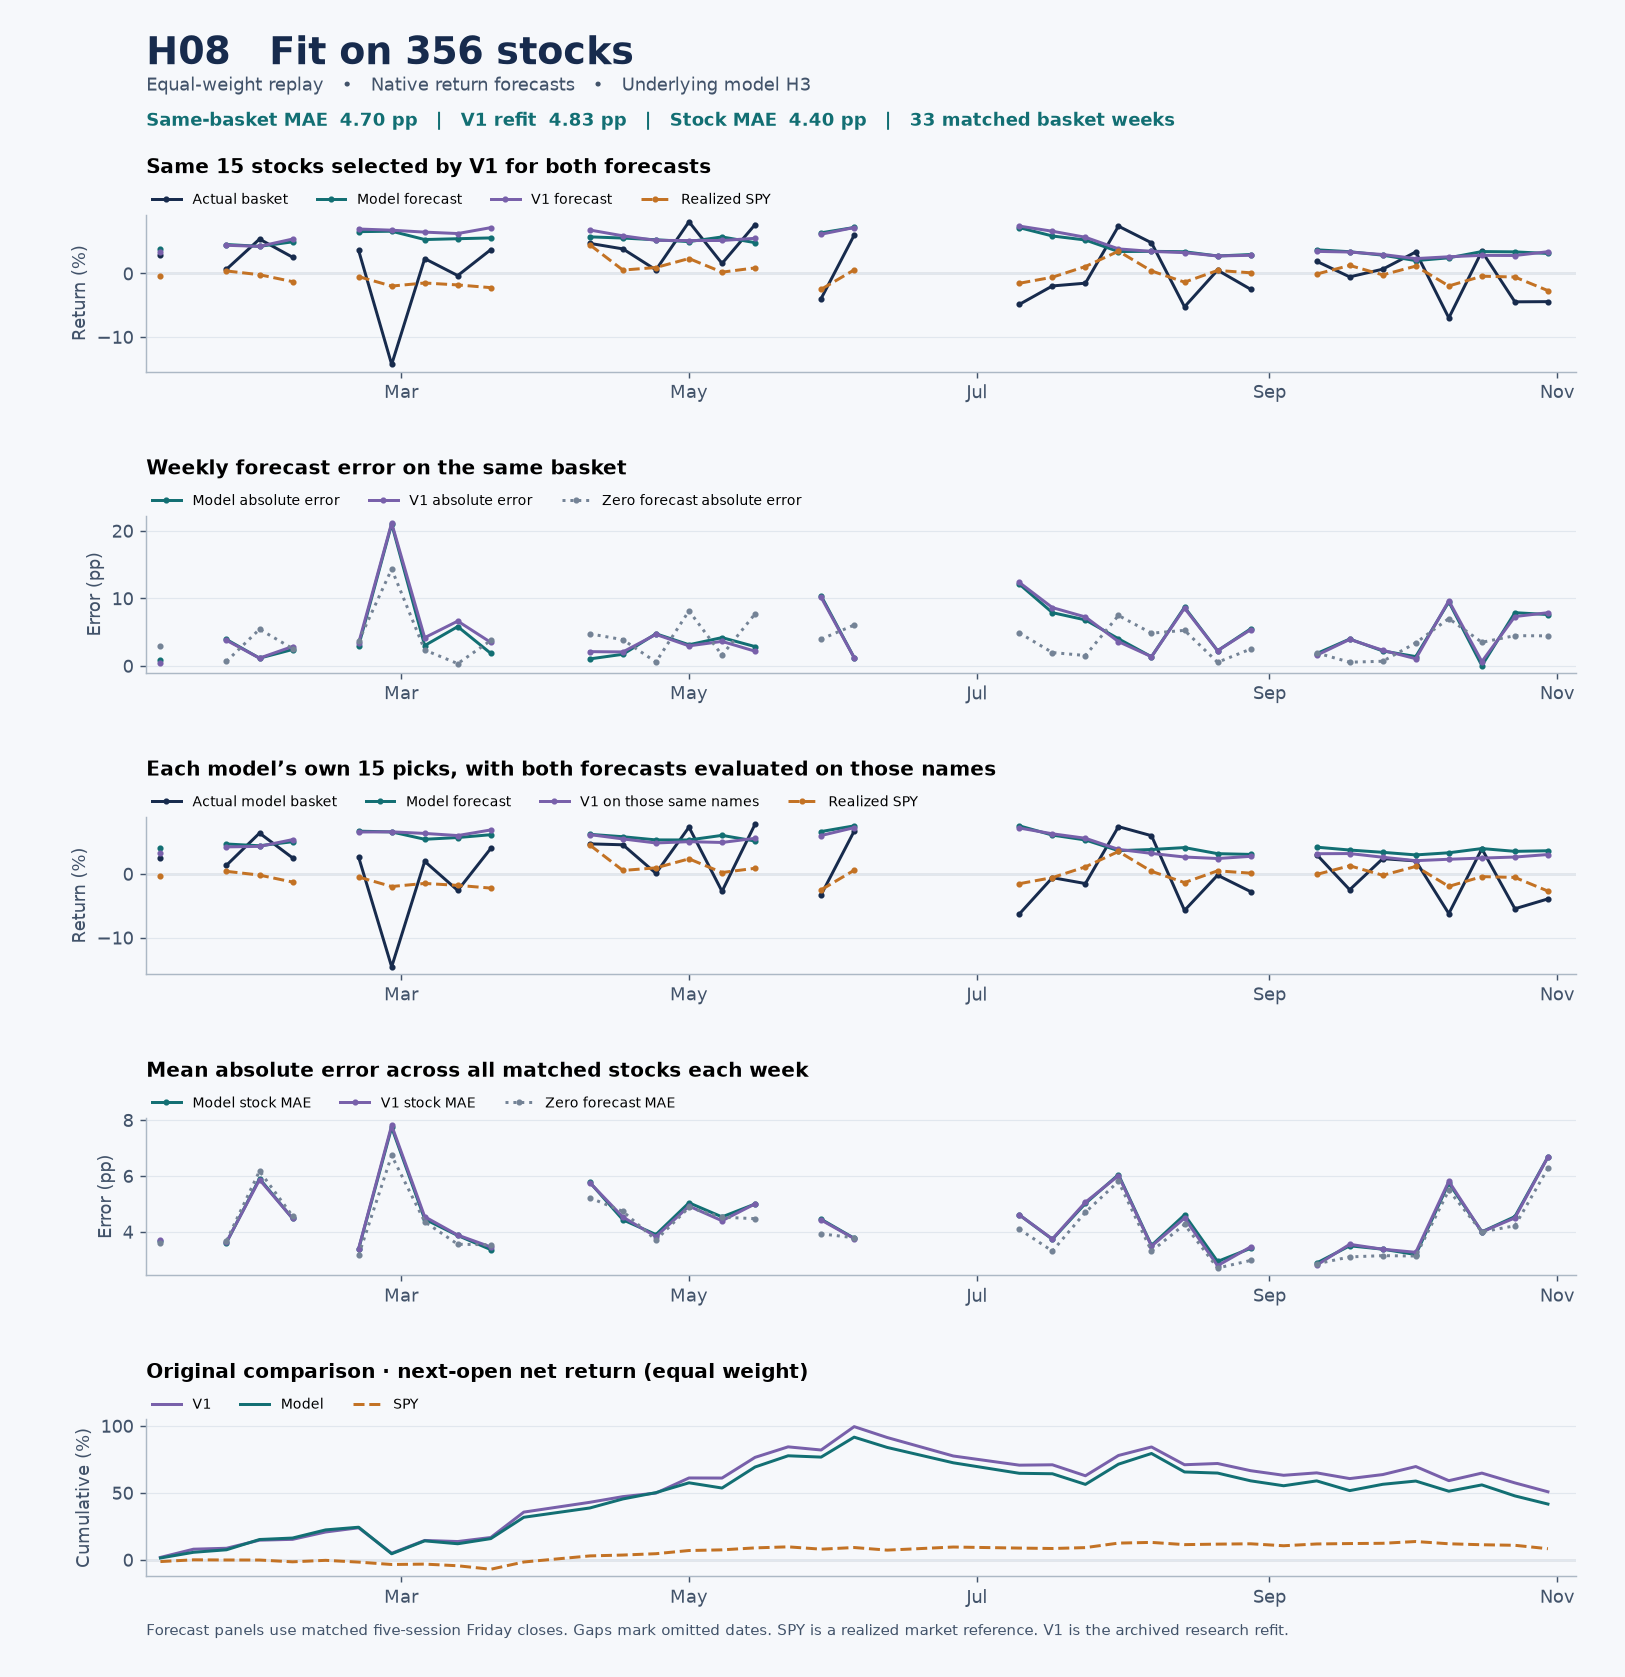 H08   Fit on 356 stocks
Equal-weight replay   •   Native return forecasts   •   Underlying model H3
Same-basket MAE  4.70 pp   |   V1 refit  4.83 pp   |   Stock MAE  4.40 pp   |   33 matched basket weeks
Same 15 stocks selected by V1 for both forecasts
Actual basket   Model forecast   V1 forecast   Realized SPY
Return (%)
0
−10
Mar   May   Jul   Sep   Nov
Weekly forecast error on the same basket
Model absolute error   V1 absolute error   Zero forecast absolute error
Error (pp)
20
10
0
Mar   May   Jul   Sep   Nov
Each model’s own 15 picks, with both forecasts evaluated on those names
Actual model basket   Model forecast   V1 on those same names   Realized SPY
Return (%)
0
−10
Mar   May   Jul   Sep   Nov
Mean absolute error across all matched stocks each week
Model stock MAE   V1 stock MAE   Zero forecast MAE
Error (pp)
8
6
4
Mar   May   Jul   Sep   Nov
Original comparison · next-open net return (equal weight)
V1   Model   SPY
Cumulative (%)
100
50
0
Mar   May   Jul   Sep   Nov
Forecast panels use matched five-session Friday closes. Gaps mark omitted dates. SPY is a realized market reference. V1 is the archived research refit.